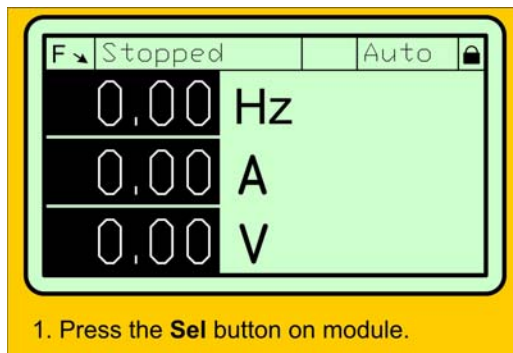 F Stopped Auto
0.00 Hz
0.00 A
0.00 V
1. Press the Sel button on module.